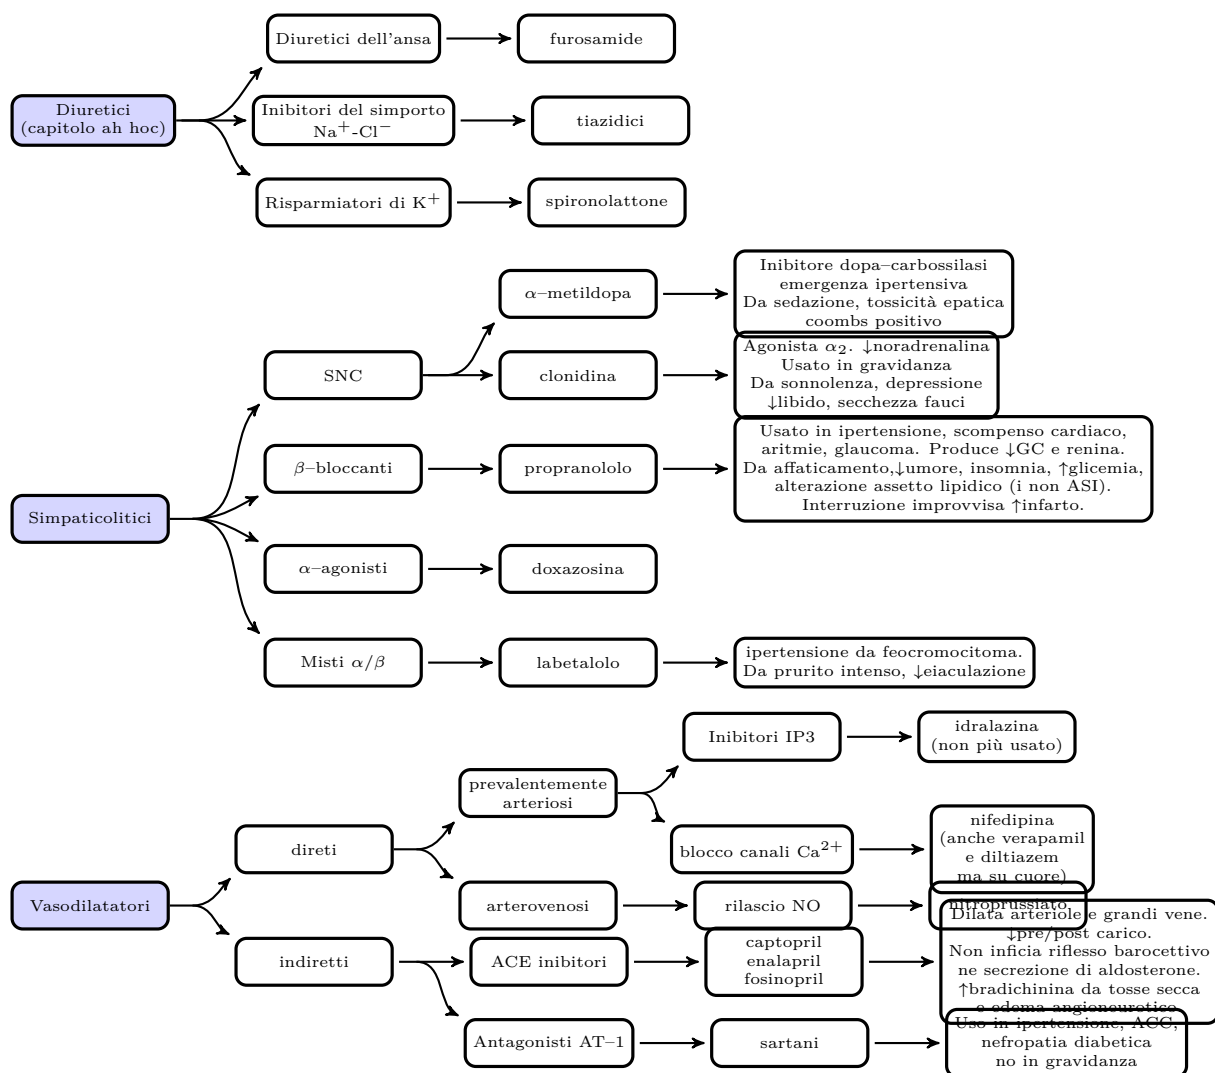 Diuretici dell'ansa
furosamide
Diuretici
(capitolo ah hoc)
Inibitori del simporto
Na⁺-Cl⁻
tiazidici
Risparmiatori di K⁺
spironolattone
α–metildopa
Inibitore dopa–carbossilasi
emergenza ipertensiva
Da sedazione, tossicità epatica
coombs positivo
SNC
clonidina
Agonista α₂. ↓noradrenalina
Usato in gravidanza
Da sonnolenza, depressione
↓libido, secchezza fauci
β–bloccanti
propranololo
Usato in ipertensione, scompenso cardiaco,
aritmie, glaucoma. Produce ↓GC e renina.
Da affaticamento,↓umore, insomnia, ↑glicemia,
alterazione assetto lipidico (i non ASI).
Interruzione improvvisa ↑infarto.
Simpaticolitici
α–agonisti
doxazosina
Misti α/β
labetalolo
ipertensione da feocromocitoma.
Da prurito intenso, ↓eiaculazione
Inibitori IP3
idralazina
(non più usato)
prevalentemente
arteriosi
direti
blocco canali Ca²⁺
nifedipina
(anche verapamil
e diltiazem
ma su cuore)
Vasodilatatori
arterovenosi
rilascio NO
nitroprussiato
indiretti
ACE inibitori
captopril
enalapril
fosinopril
Dilata arteriole e grandi vene.
↓pre/post carico.
Non inficia riflesso barocettivo
ne secrezione di aldosterone.
↑bradichinina da tosse secca
e edema angioneurotico
Antagonisti AT–1
sartani
Uso in ipertensione, ACC,
nefropatia diabetica
no in gravidanza